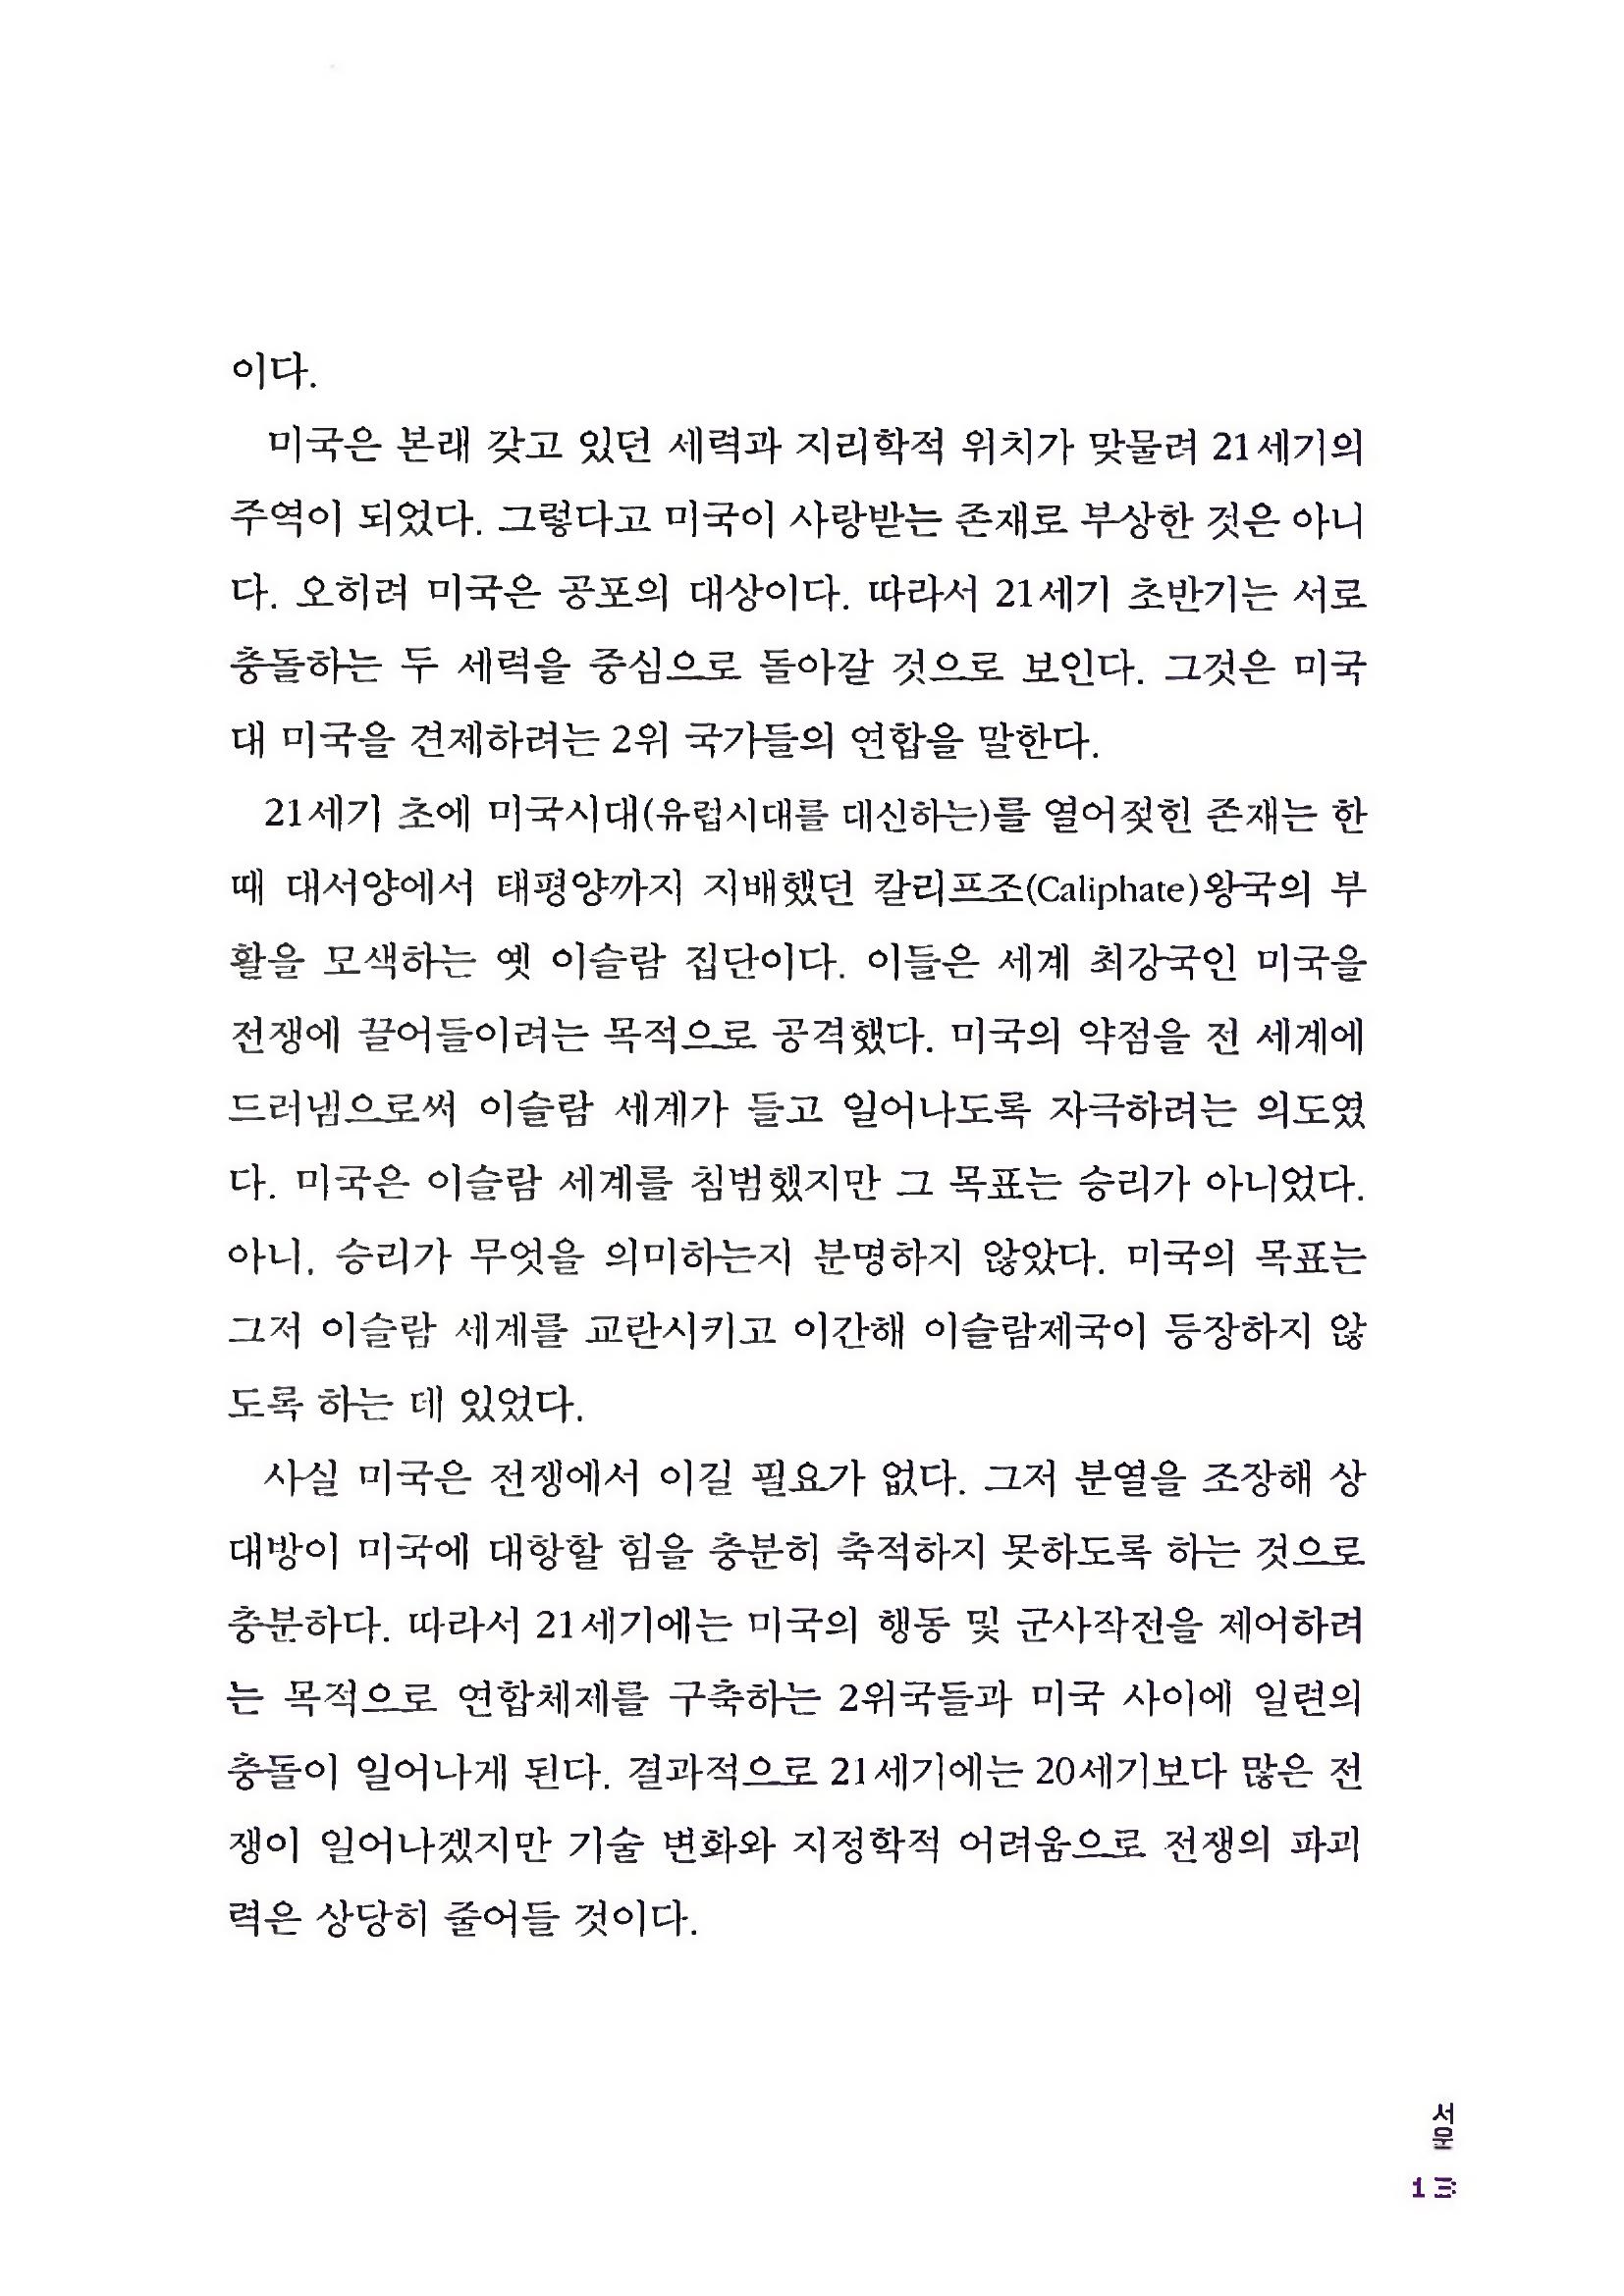 이다.
미국은 본래 갖고 있던 세력과 지리학적 위치가 맞물려 21세기의
주역이 되었다. 그렇다고 미국이 사랑받는 존재로 부상한 것은 아니
다. 오히려 미국은 공포의 대상이다. 따라서 21세기 초반기는 서로
충돌하는 두 세력을 중심으로 돌아갈 것으로 보인다. 그것은 미국
대 미국을 견제하려는 2위 국가들의 연합을 말한다.
21세기 초에 미국시대(유럽시대를 대신하는)를 열어젖힌 존재는 한
때 대서양에서 태평양까지 지배했던 칼리프조(Caliphate)왕국의 부
활을 모색하는 옛 이슬람 집단이다. 이들은 세계 최강국인 미국을
전쟁에 끌어들이려는 목적으로 공격했다. 미국의 약점을 전 세계에
드러냄으로써 이슬람 세계가 들고 일어나도록 자극하려는 의도였
다. 미국은 이슬람 세계를 침범했지만 그 목표는 승리가 아니었다.
아니, 승리가 무엇을 의미하는지 분명하지 않았다. 미국의 목표는
그저 이슬람 세계를 교란시키고 이간해 이슬람제국이 등장하지 않
도록 하는 데 있었다.
사실 미국은 전쟁에서 이길 필요가 없다. 그저 분열을 조장해 상
대방이 미국에 대항할 힘을 충분히 축적하지 못하도록 하는 것으로
충분하다. 따라서 21세기에는 미국의 행동 및 군사작전을 제어하려
는 목적으로 연합체제를 구축하는 2위국들과 미국 사이에 일련의
충돌이 일어나게 된다. 결과적으로 21세기에는 20세기보다 많은 전
쟁이 일어나겠지만 기술 변화와 지정학적 어려움으로 전쟁의 파괴
력은 상당히 줄어들 것이다.
서문
13